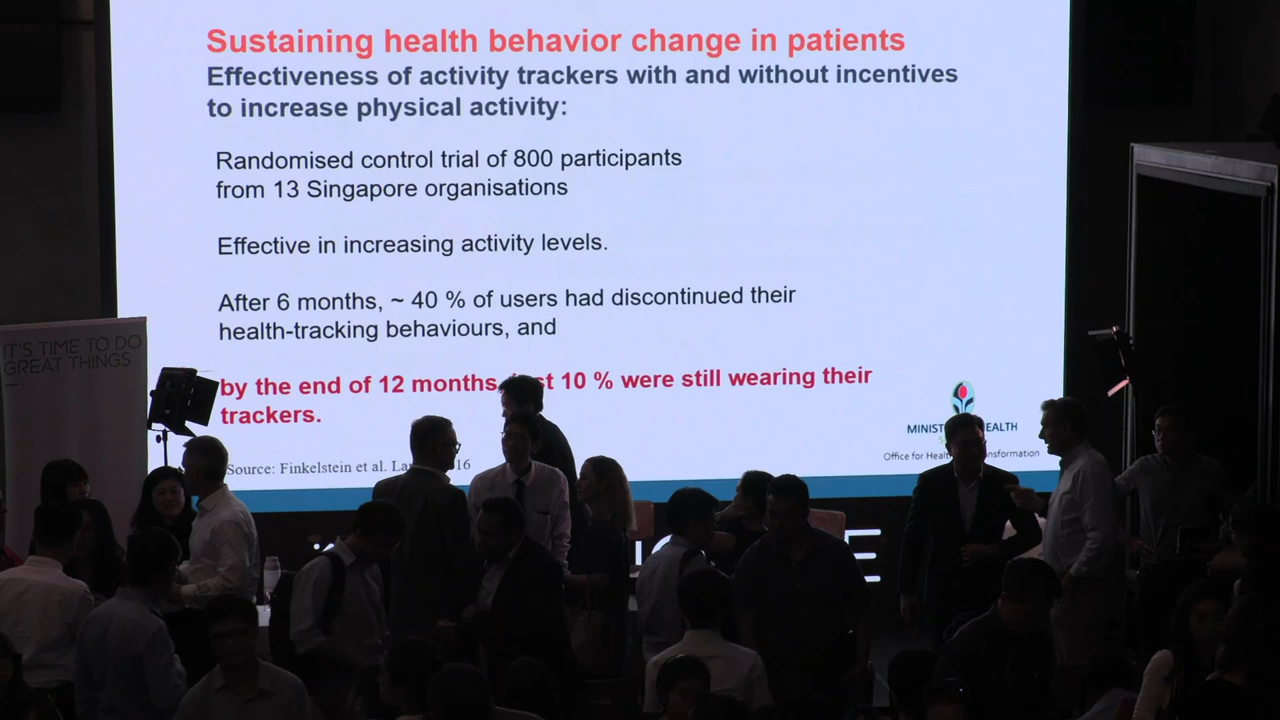 Sustaining health behavior change in patients
Effectiveness of activity trackers with and without incentives
to increase physical activity:
Randomised control trial of 800 participants
from 13 Singapore organisations
Effective in increasing activity levels.
After 6 months, ~ 40 % of users had discontinued their
health-tracking behaviours, and
by the end of 12 months 10 % were still wearing their
trackers.
Source: Finkelstein et al.
HEALTH
Office for
IT'S TIME TO DO
GREAT THINGS